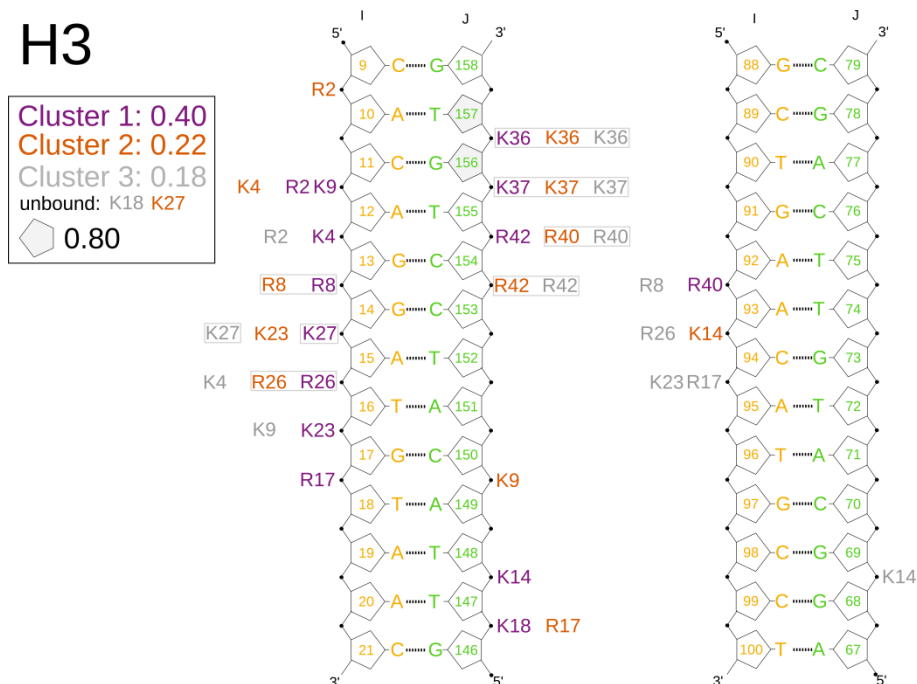 H3
Cluster 1: 0.40
Cluster 2: 0.22
Cluster 3: 0.18
unbound: K18 K27
0.80
I J
5' 3'
9 C G 158
R2
10 A T 157
K36 K36 K36
11 C G 156
K4 R2 K9 K37 K37 K37
12 A T 155
R2 K4 R42 R40 R40
13 G C 154
R8 R8 R42 R42
14 G C 153
K27 K23 K27
15 A T 152
K4 R26 R26
16 T A 151
K9 K23
17 G C 150
R17 K9
18 T A 149
19 A T 148
K14
20 A T 147
K18 R17
21 C G 146
3' 5'
I J
5' 3'
88 G C 79
89 C G 78
90 T A 77
91 G C 76
92 A T 75
R8 R40
93 A T 74
R26 K14
94 C G 73
K23 R17
95 A T 72
96 T A 71
97 G C 70
98 C G 69
K14
99 C G 68
100 T A 67
3' 5'